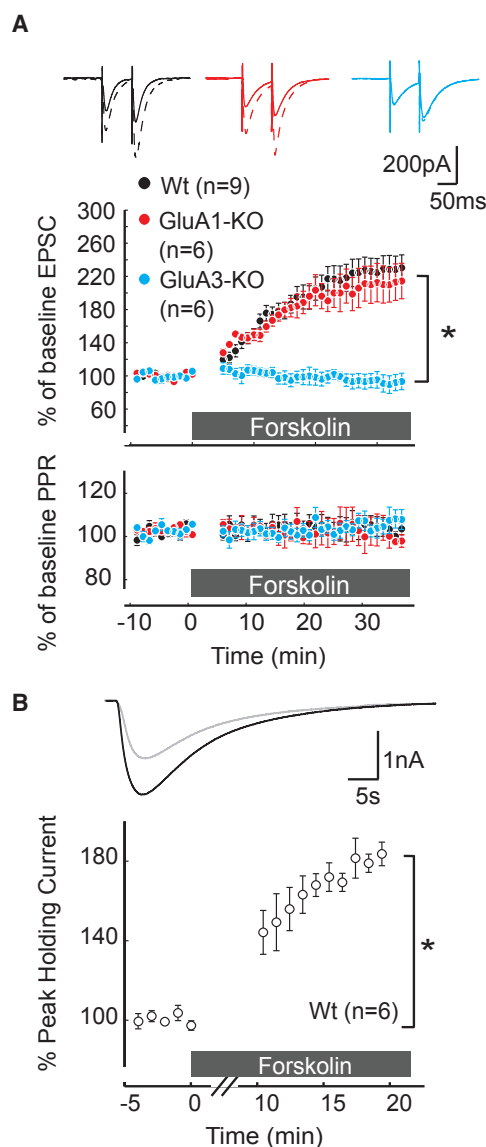 A
200pA
50ms
Wt (n=9)
GluA1-KO
(n=6)
GluA3-KO
(n=6)
% of baseline EPSC
300
260
220
180
140
100
60
*
Forskolin
% of baseline PPR
120
100
80
Forskolin
-10 0 10 20 30
Time (min)
B
1nA
5s
% Peak Holding Current
180
140
100
*
Wt (n=6)
Forskolin
-5 0 10 15 20
Time (min)